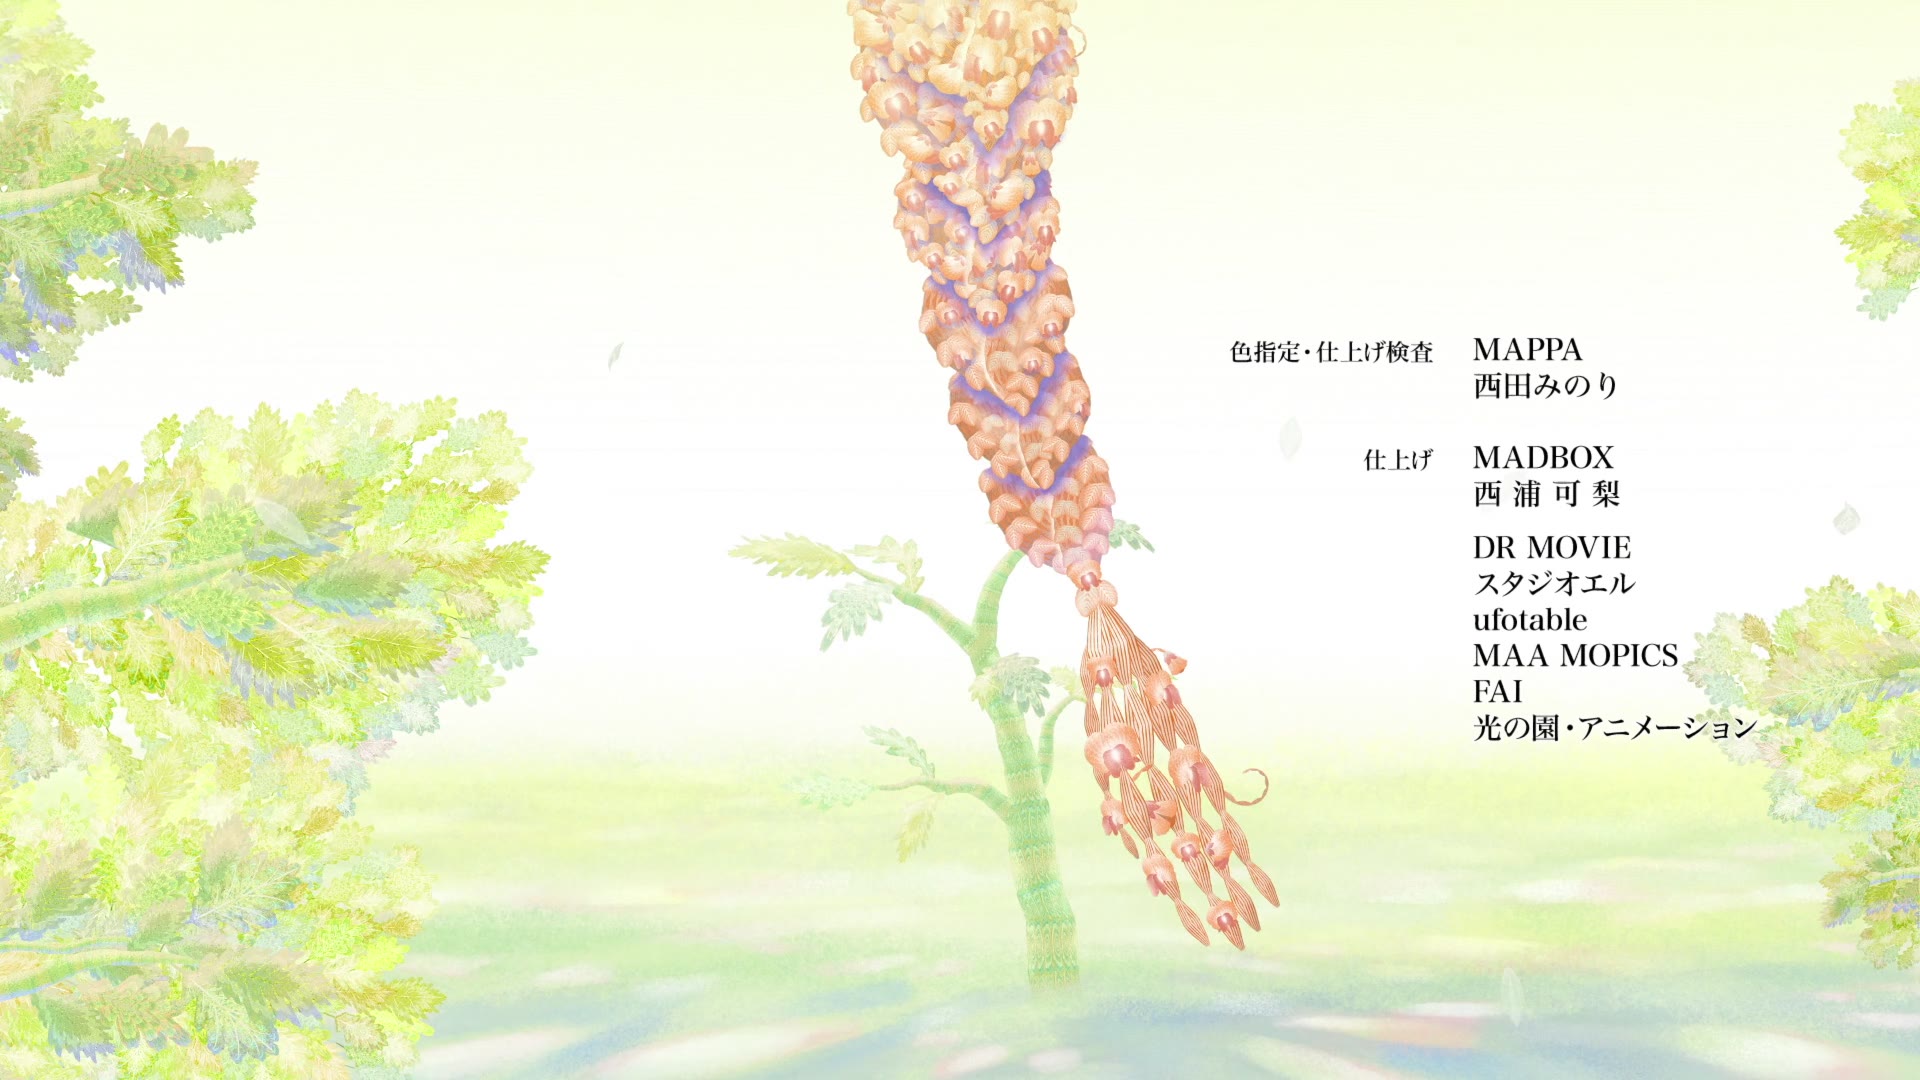 色指定・仕上げ検査 MAPPA
西田みのり
仕上げ MADBOX
西浦可梨
DR MOVIE
スタジオエル
ufotable
MAA MOPICS
FAI
光の園・アニメーション